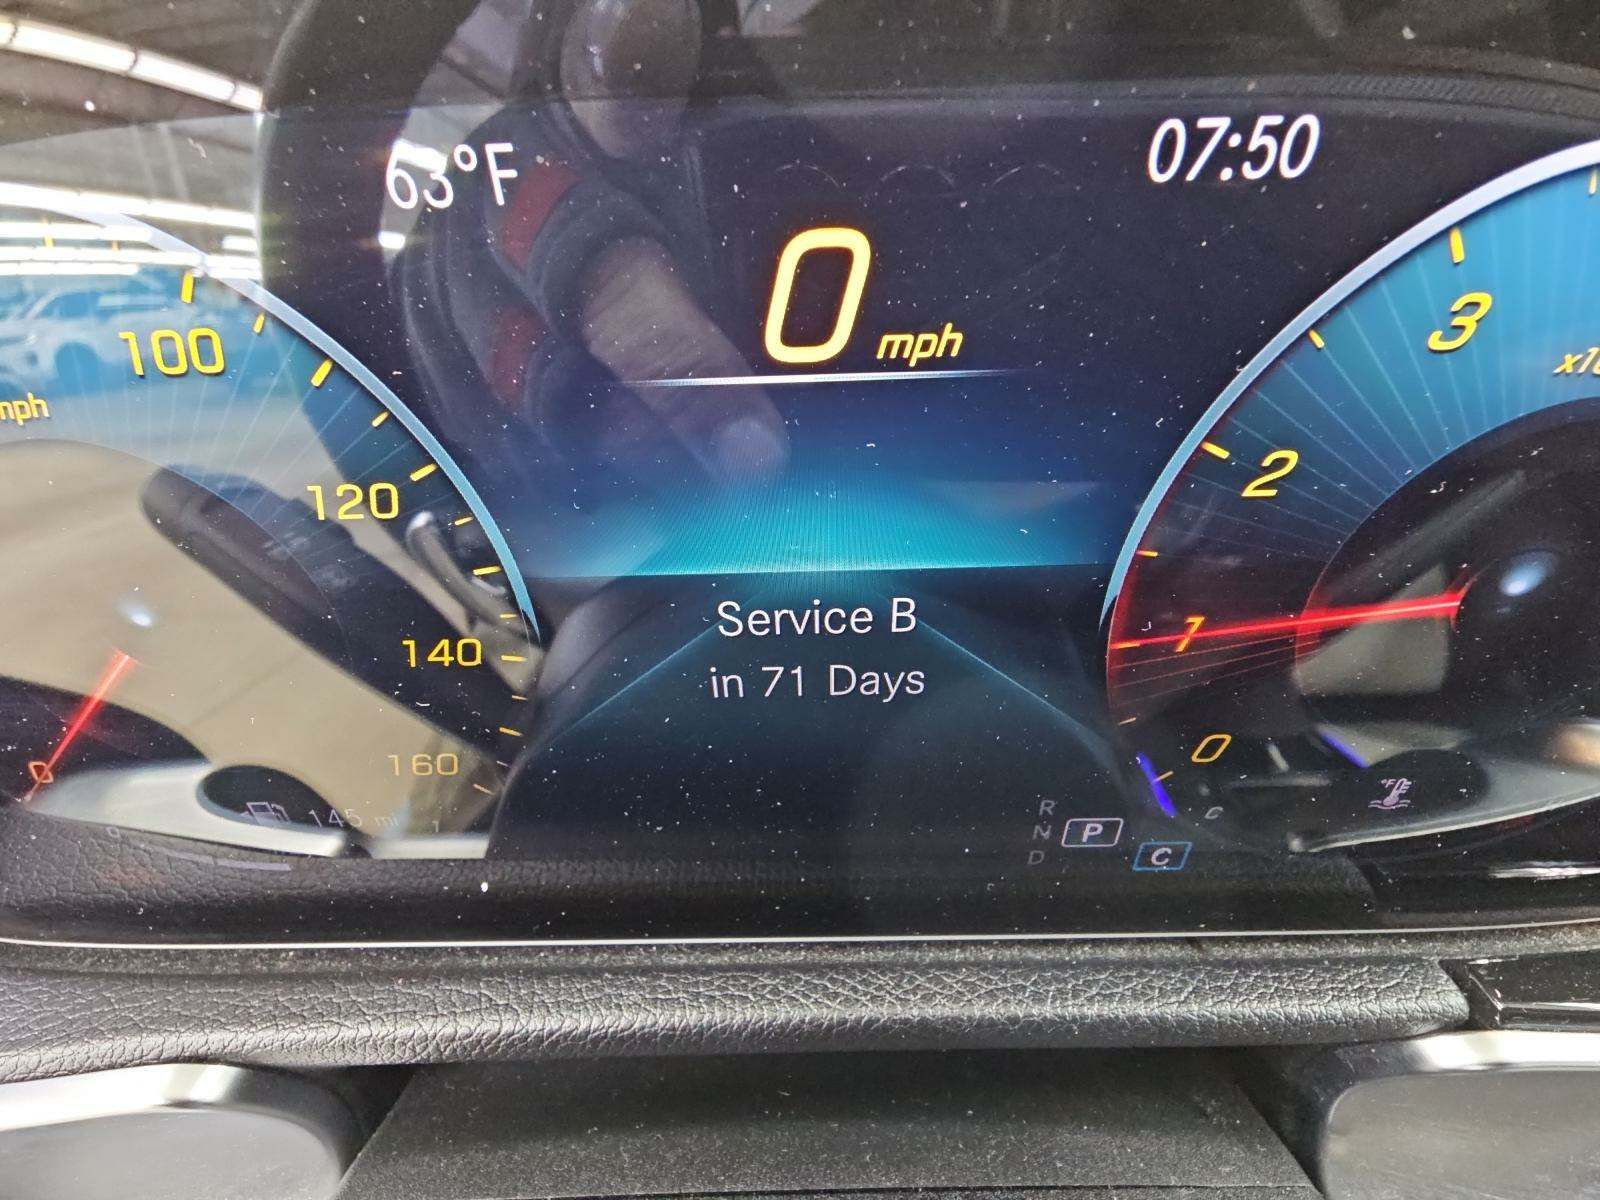 63°F
07:50
0 mph
100
mph
120
140
160
0
145 mi
3
2
1
0
Service B
in 71 Days
R
N P
D C
C
°F